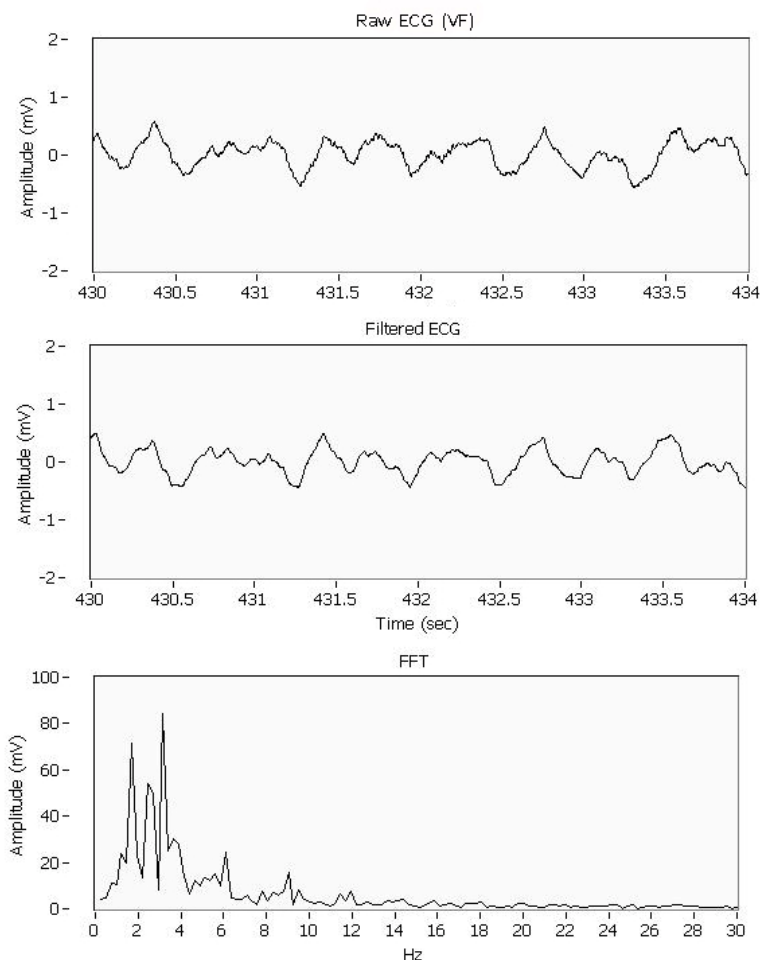 Raw ECG (VF)
2
1
0
-1
-2
Amplitude (mV)
430 430.5 431 431.5 432 432.5 433 433.5 434
Filtered ECG
2
1
0
-1
-2
Amplitude (mV)
430 430.5 431 431.5 432 432.5 433 433.5 434
Time (sec)
FFT
100
80
60
40
20
0
Amplitude (mV)
0 2 4 6 8 10 12 14 16 18 20 22 24 26 28 30
Hz